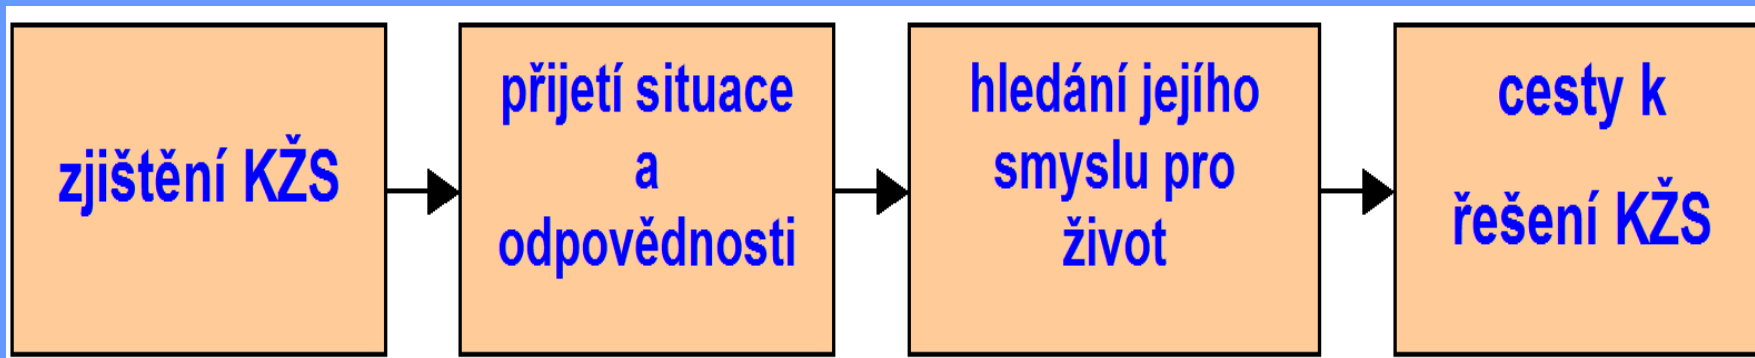 zjištění KŽS
přijetí situace
a
odpovědnosti
hledání jejího
smyslu pro
život
cesty k
řešení KŽS